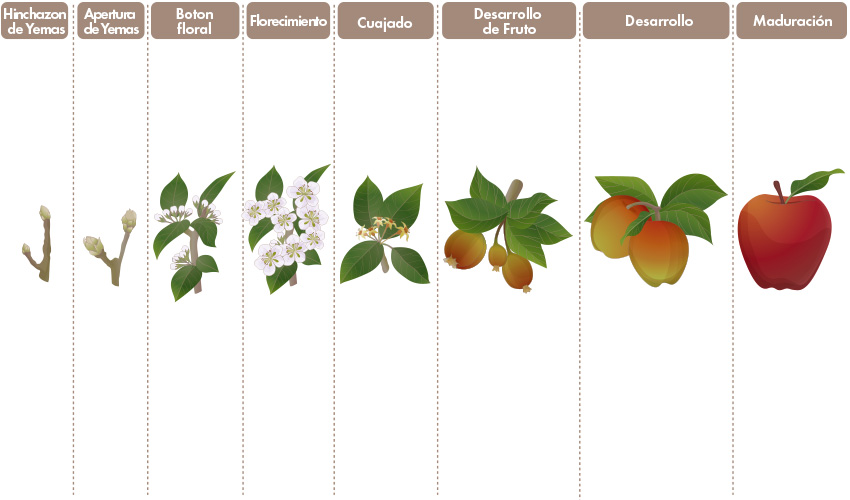 Hinchazon
de Yemas
Apertura
de Yemas
Boton
floral
Florecimiento
Cuajado
Desarrollo
de Fruto
Desarrollo
Maduración